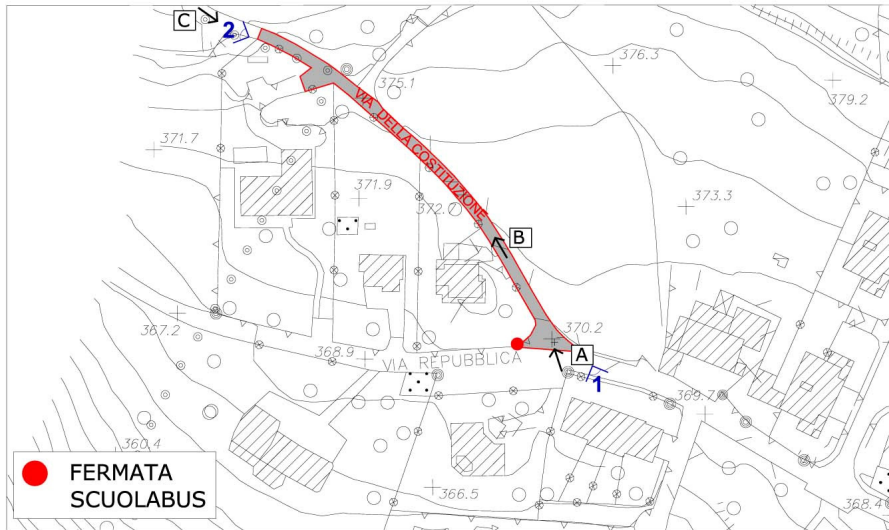 C
2
376.3
375.1
379.2
371.7
VIA DELLA COSTITUZIONE
371.9
372.7
373.3
B
367.2
370.2
368.9
VIA REPUBBLICA
A
1
369.7
360.4
366.5
368.4
FERMATA
SCUOLABUS